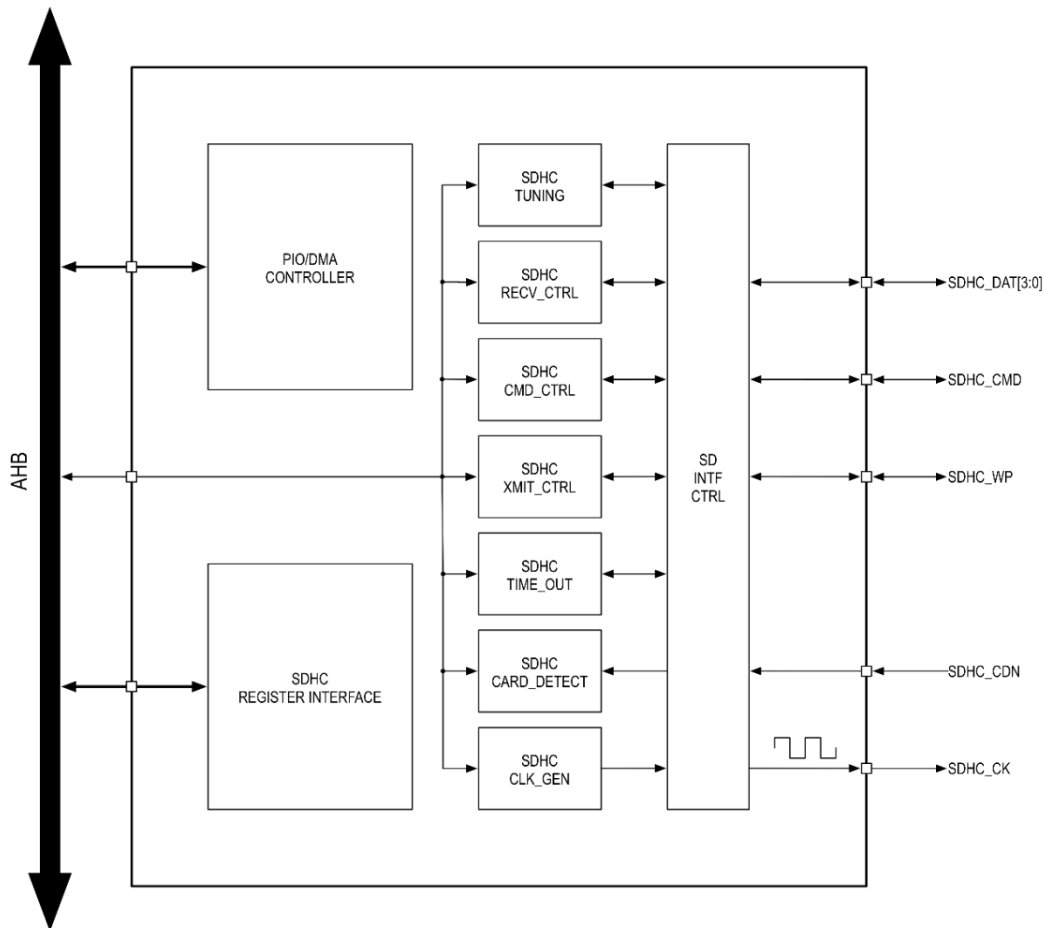 AHB
PIO/DMA
CONTROLLER
SDHC
REGISTER INTERFACE
SDHC
TUNING
SDHC
RECV_CTRL
SDHC
CMD_CTRL
SDHC
XMIT_CTRL
SDHC
TIME_OUT
SDHC
CARD_DETECT
SDHC
CLK_GEN
SD
INTF
CTRL
SDHC_DAT[3:0]
SDHC_CMD
SDHC_WP
SDHC_CDN
SDHC_CK